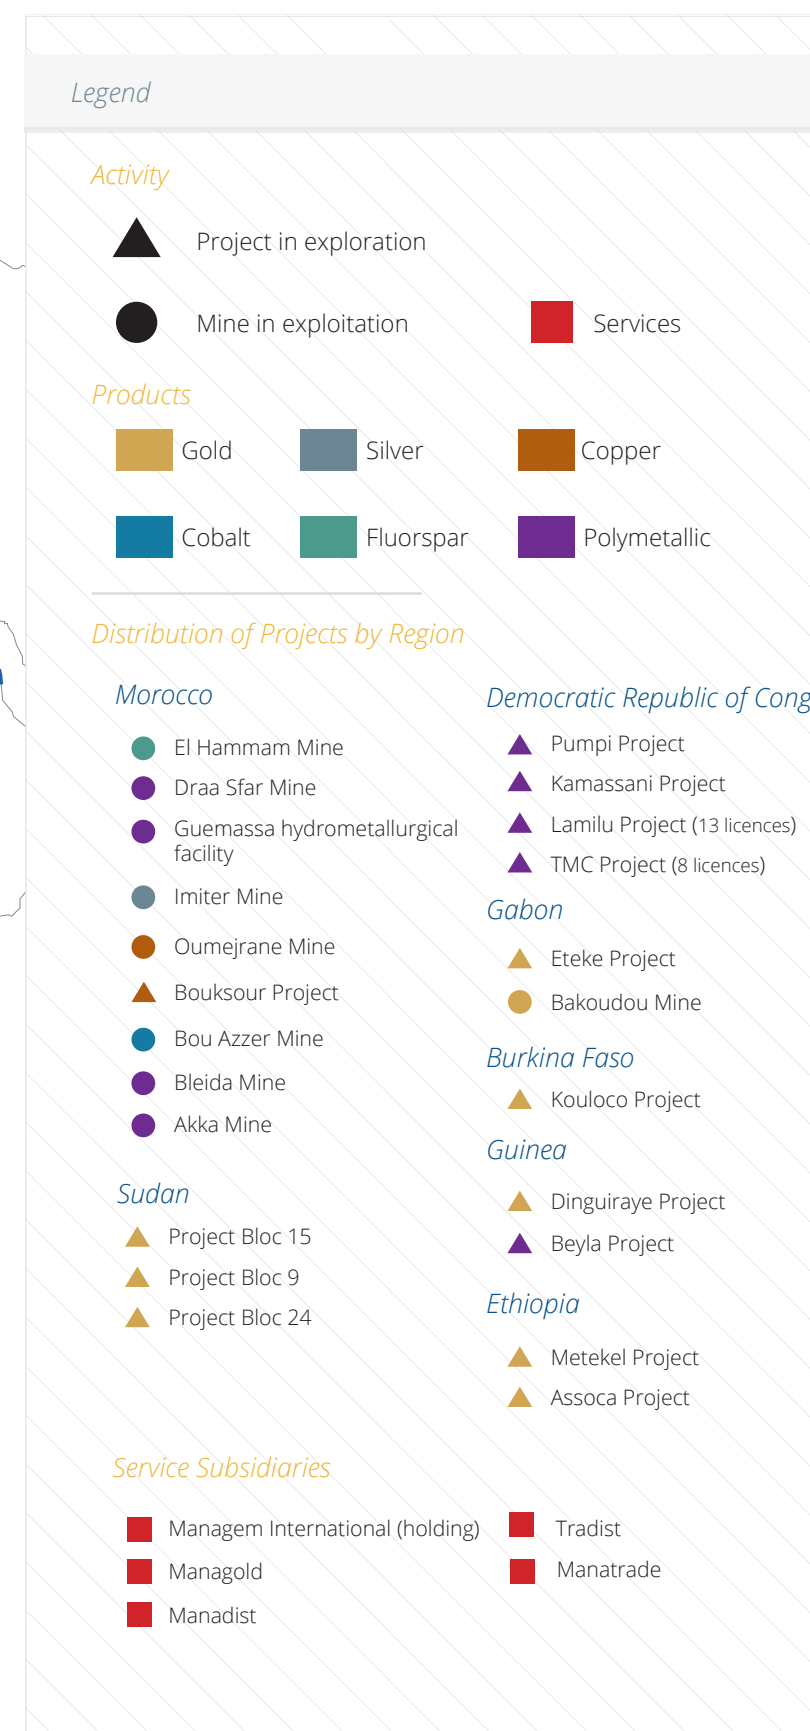 Legend
Activity
Project in exploration
Mine in exploitation
Services
Products
Gold
Silver
Copper
Cobalt
Fluorspar
Polymetallic
Distribution of Projects by Region
Morocco
El Hammam Mine
Draa Sfar Mine
Guemassa hydrometallurgical
facility
Imiter Mine
Oumejrane Mine
Bouksour Project
Bou Azzer Mine
Bleida Mine
Akka Mine
Sudan
Project Bloc 15
Project Bloc 9
Project Bloc 24
Democratic Republic of Cong
Pumpi Project
Kamassani Project
Lamilu Project (13 licences)
TMC Project (8 licences)
Gabon
Eteke Project
Bakoudou Mine
Burkina Faso
Kouloco Project
Guinea
Dinguiraye Project
Beyla Project
Ethiopia
Metekel Project
Assoca Project
Service Subsidiaries
Managem International (holding)
Managold
Manadist
Tradist
Manatrade